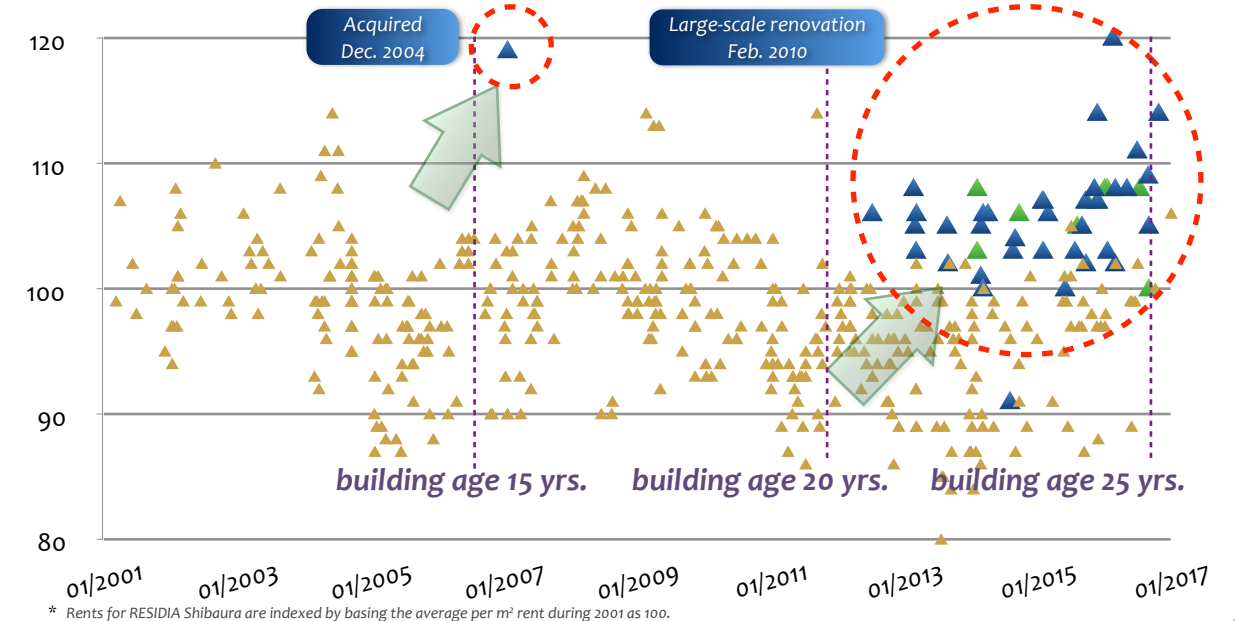 Acquired
Dec. 2004
Large-scale renovation
Feb. 2010
120
110
100
90
80
building age 15 yrs.
building age 20 yrs.
building age 25 yrs.
01/2001
01/2003
01/2005
01/2007
01/2009
01/2011
01/2013
01/2015
01/2017
* Rents for RESIDIA Shibaura are indexed by basing the average per m² rent during 2001 as 100.